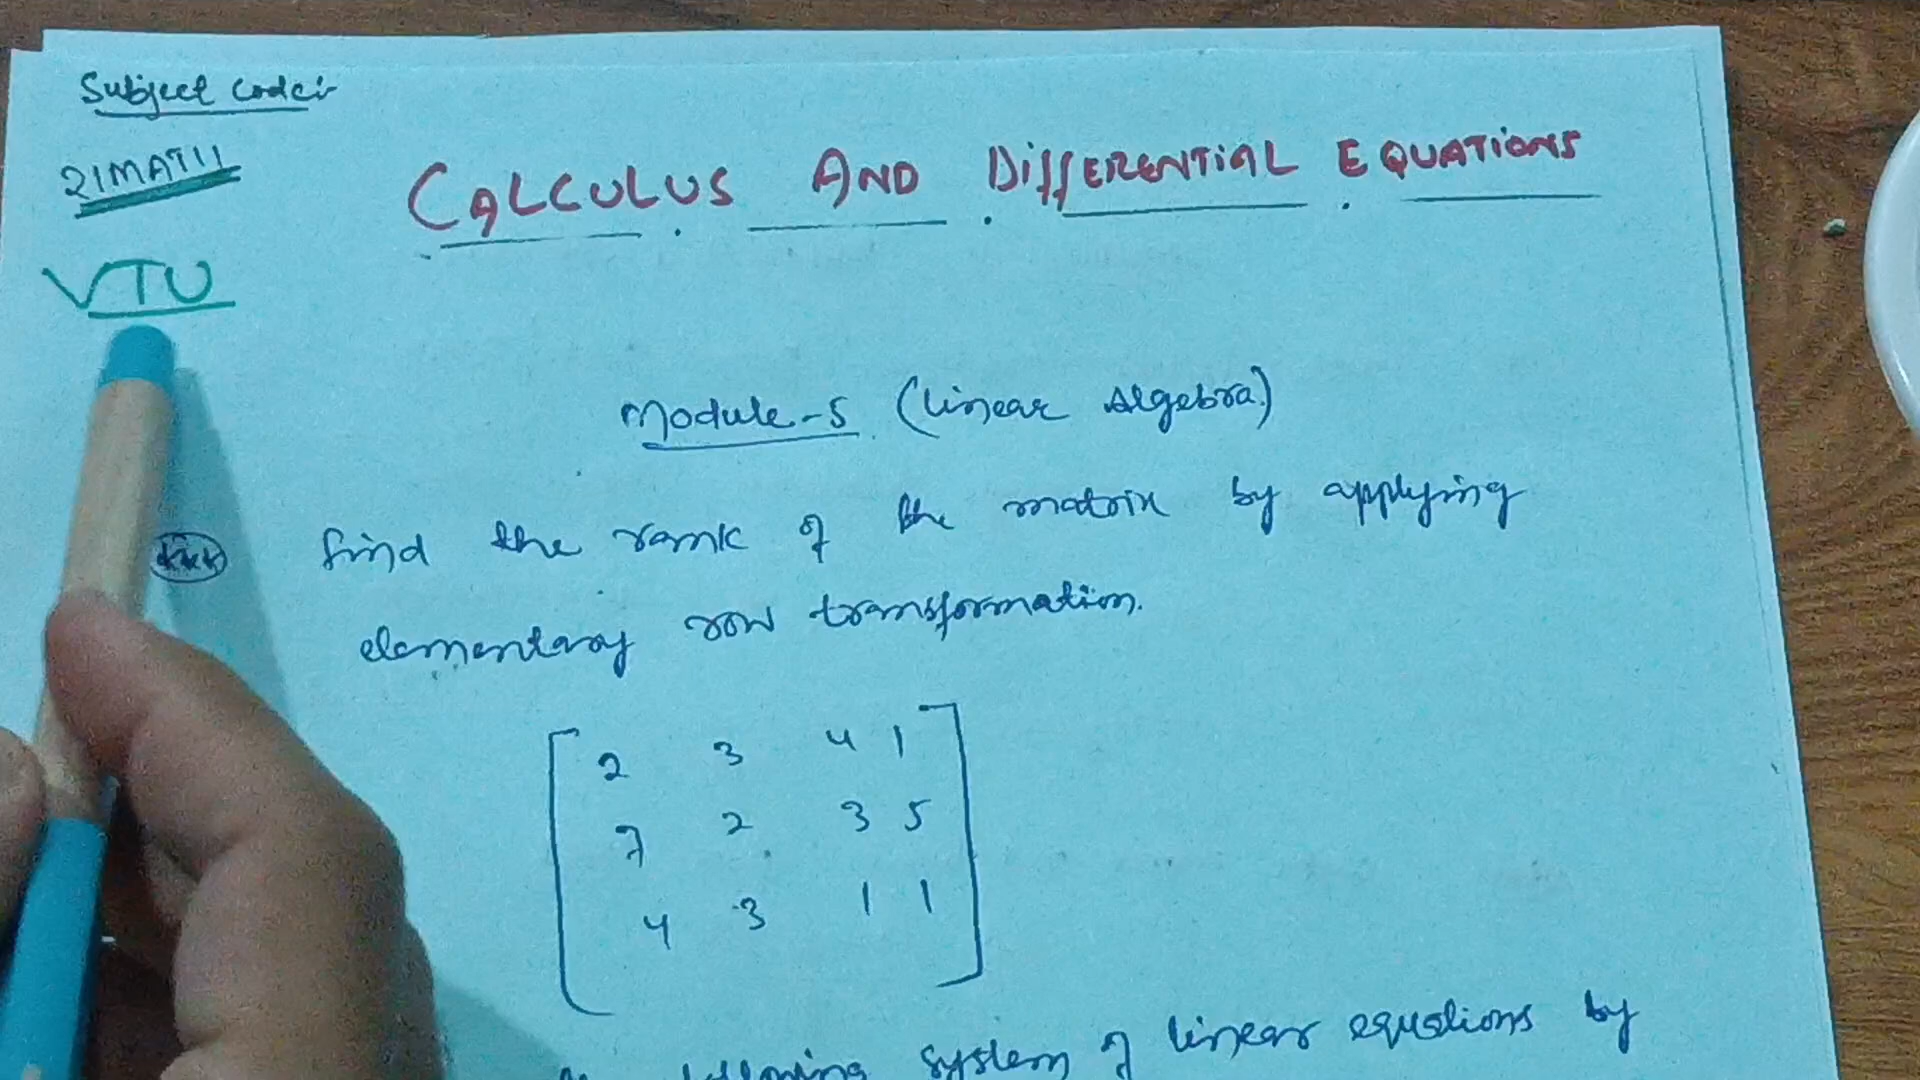 Subject code:-
21MAT11
CALCULUS AND DIFFERENTIAL EQUATIONS
VTU
Module-5 (linear Algebra)
***
find the rank of the matrix by applying
elementary row transformation.
2 3 4 1
7 2 3 5
4 3 1 1
following system of linear equations by